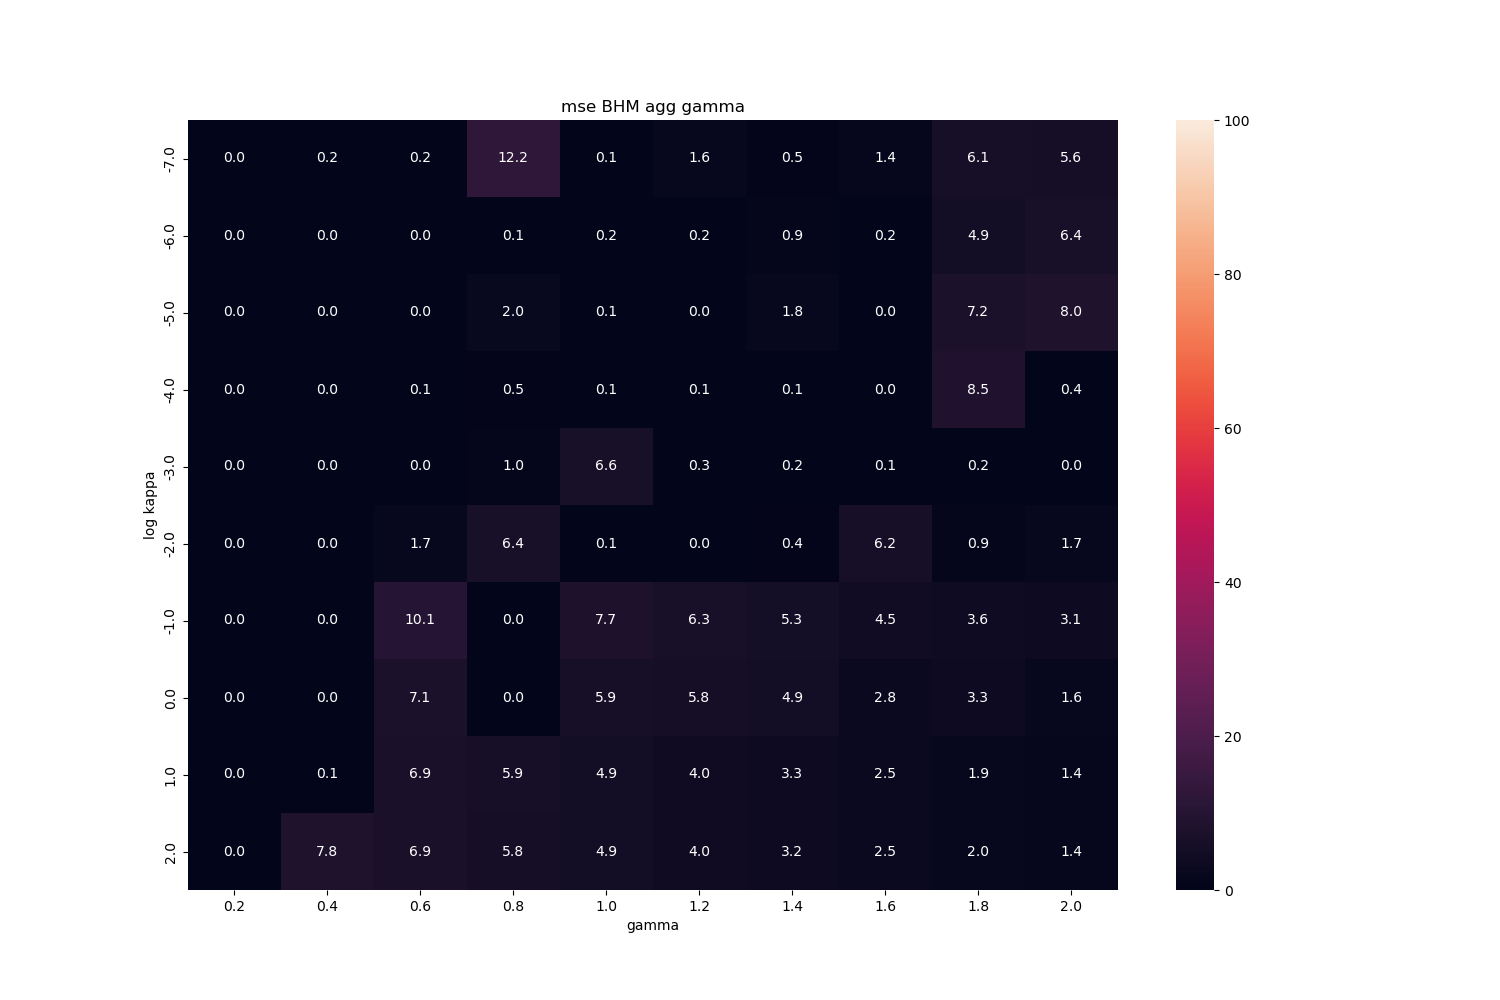 mse BHM agg gamma
-7.0 0.0 0.2 0.2 12.2 0.1 1.6 0.5 1.4 6.1 5.6
-6.0 0.0 0.0 0.0 0.1 0.2 0.2 0.9 0.2 4.9 6.4
-5.0 0.0 0.0 0.0 2.0 0.1 0.0 1.8 0.0 7.2 8.0
-4.0 0.0 0.0 0.1 0.5 0.1 0.1 0.1 0.0 8.5 0.4
-3.0 0.0 0.0 0.0 1.0 6.6 0.3 0.2 0.1 0.2 0.0
-2.0 0.0 0.0 1.7 6.4 0.1 0.0 0.4 6.2 0.9 1.7
-1.0 0.0 0.0 10.1 0.0 7.7 6.3 5.3 4.5 3.6 3.1
0.0 0.0 0.0 7.1 0.0 5.9 5.8 4.9 2.8 3.3 1.6
1.0 0.0 0.1 6.9 5.9 4.9 4.0 3.3 2.5 1.9 1.4
2.0 0.0 7.8 6.9 5.8 4.9 4.0 3.2 2.5 2.0 1.4
0.2 0.4 0.6 0.8 1.0 1.2 1.4 1.6 1.8 2.0
gamma
log kappa
100
80
60
40
20
0